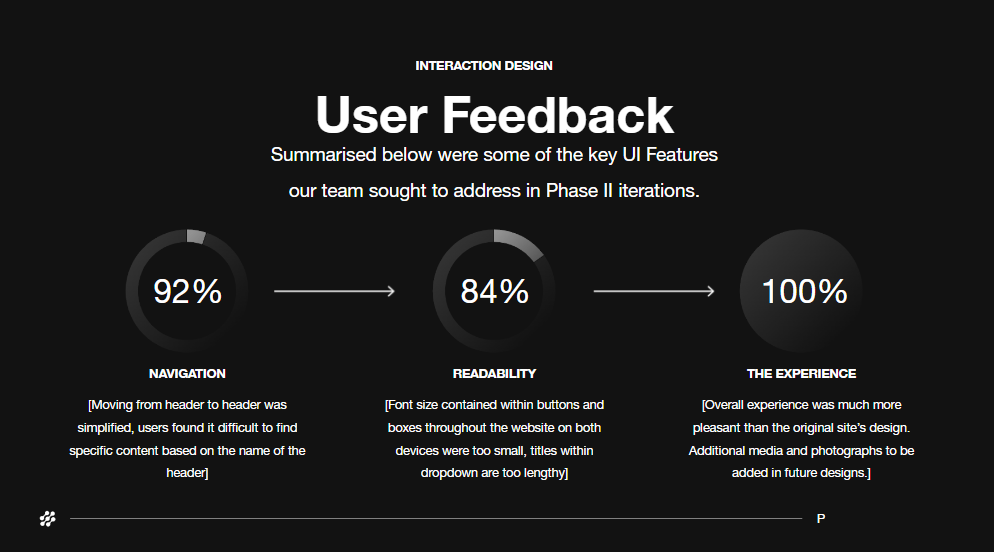 INTERACTION DESIGN
User Feedback
Summarised below were some of the key UI Features
our team sought to address in Phase II iterations.
92%
84%
100%
NAVIGATION
[Moving from header to header was
simplified, users found it difficult to find
specific content based on the name of the
header]
READABILITY
[Font size contained within buttons and
boxes throughout the website on both
devices were too small, titles within
dropdown are too lengthy]
THE EXPERIENCE
[Overall experience was much more
pleasant than the original site's design.
Additional media and photographs to be
added in future designs.]
P